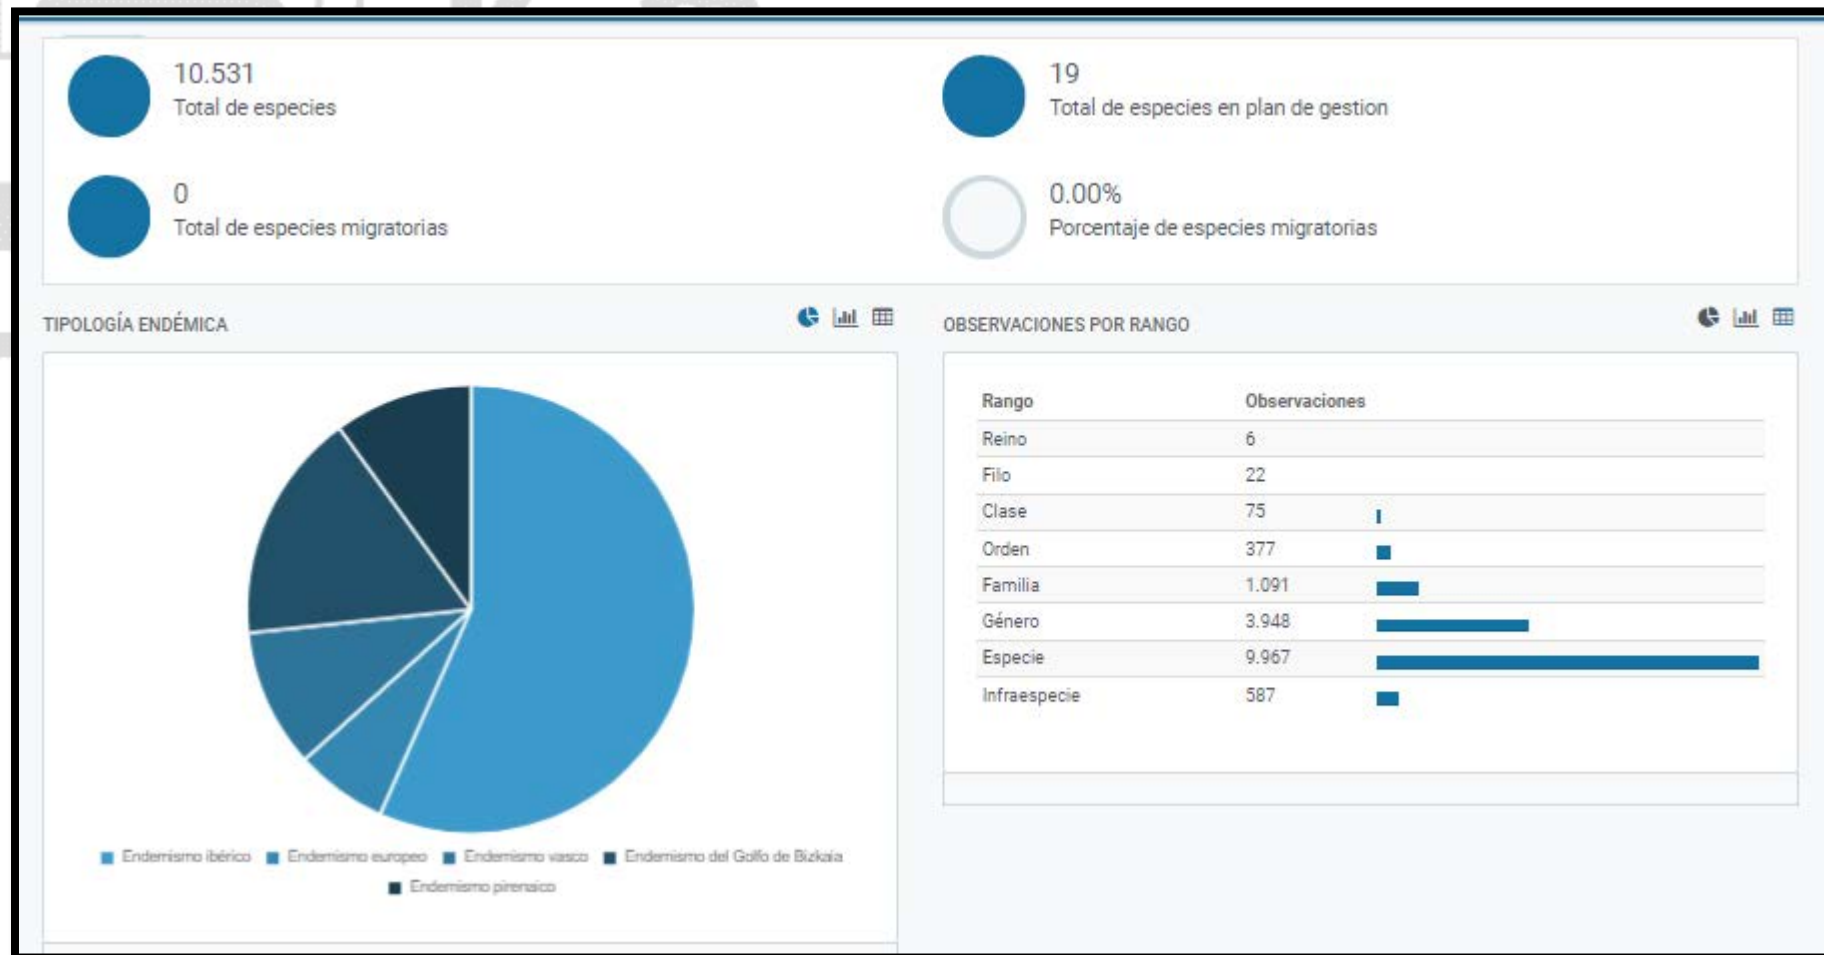 10.531
Total de especies
19
Total de especies en plan de gestion
0
Total de especies migratorias
0.00%
Porcentaje de especies migratorias
TIPOLOGÍA ENDÉMICA
Endemismo ibérico Endemismo europeo Endemismo vasco Endemismo del Golfo de Bizkaia
Endemismo pirenaico
OBSERVACIONES POR RANGO
Rango Observaciones
Reino 6
Filo 22
Clase 75
Orden 377
Familia 1.091
Género 3.948
Especie 9.967
Infraespecie 587